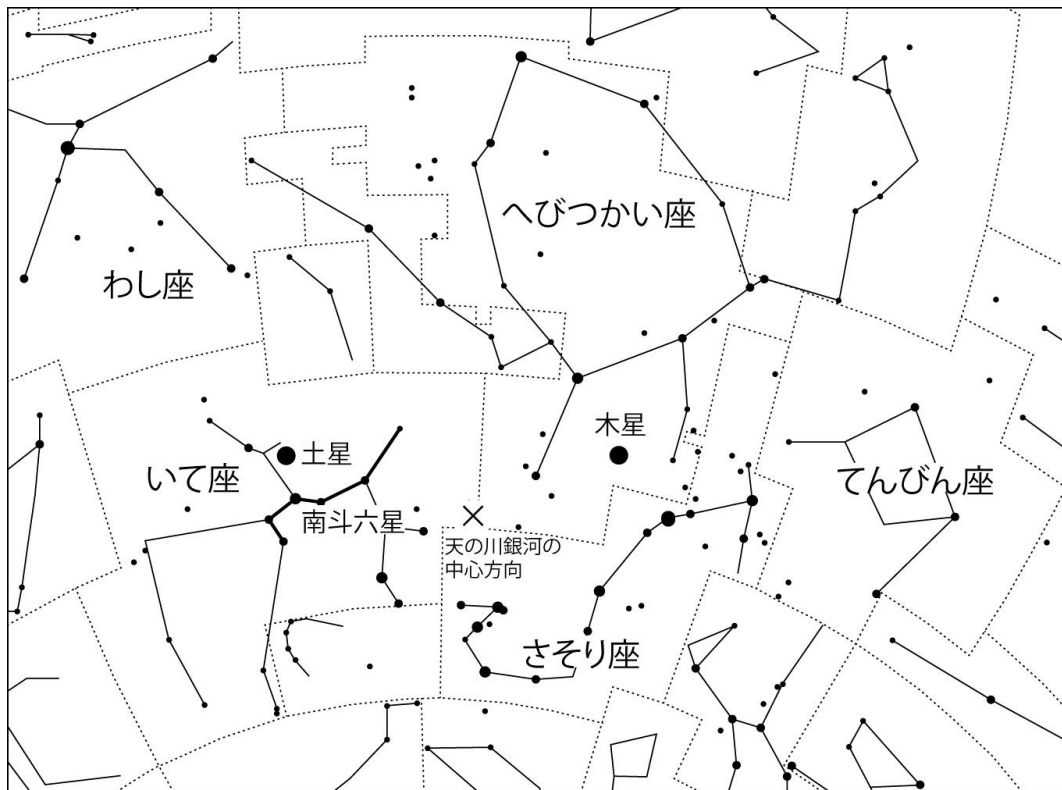 へびつかい座
わし座
木星
土星
いて座
てんびん座
南斗六星
天の川銀河の
中心方向
さそり座